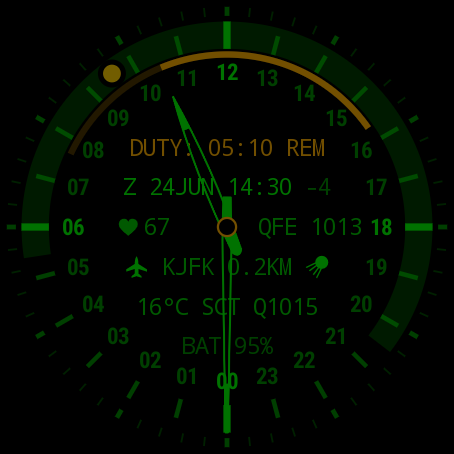 12
11 13
10 14
09 15
08 DUTY: 05:10 REM 16
07 Z 24JUN 14:30 -4 17
06 67 QFE 1013 18
05 KJFK 0.2KM 19
04 16°C SCT Q1015 20
03 21
02 BAT 95% 22
01 23
00